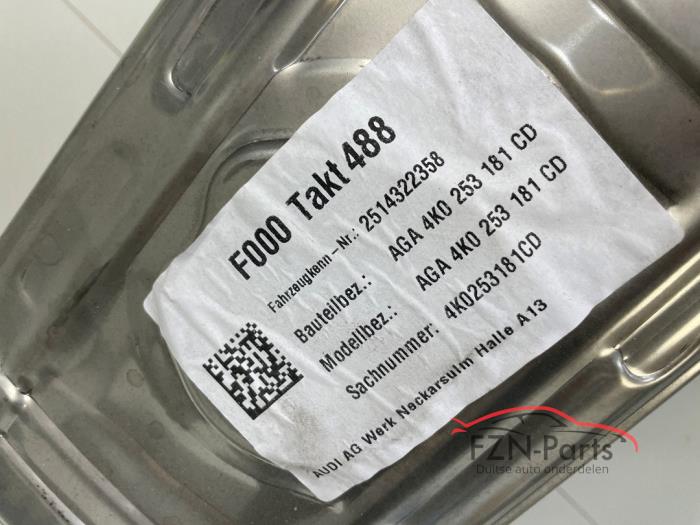 F000 Takt 488
Fahrzeugkenn-Nr.: 2514322358
Bauteilbez.: AGA 4K0 253 181 CD
Modellbez.: AGA 4K0 253 181 CD
Sachnummer: 4K0253181CD
AUDI AG Werk Neckarsulm Halle A13
FZN-Parts
Duitse auto onderdelen